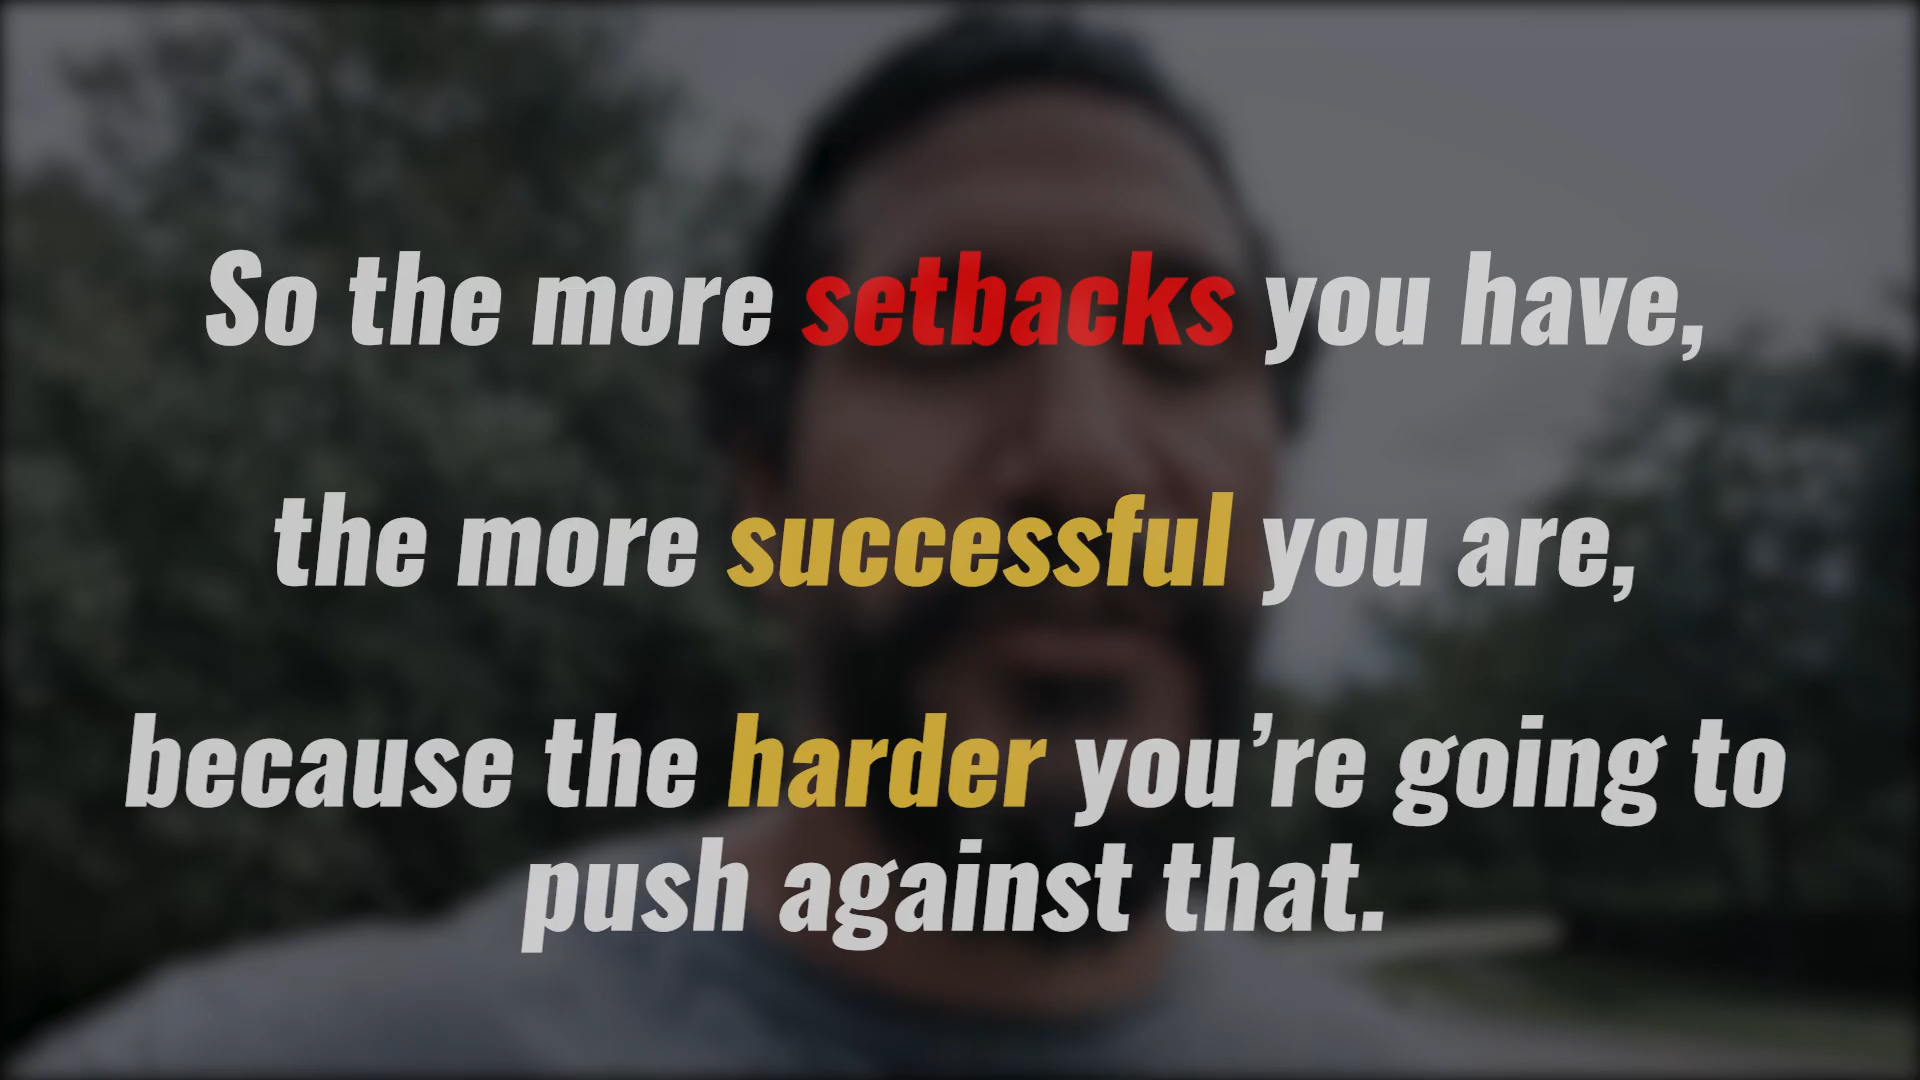 So the more setbacks you have,
the more successful you are,
because the harder you’re going to
push against that.